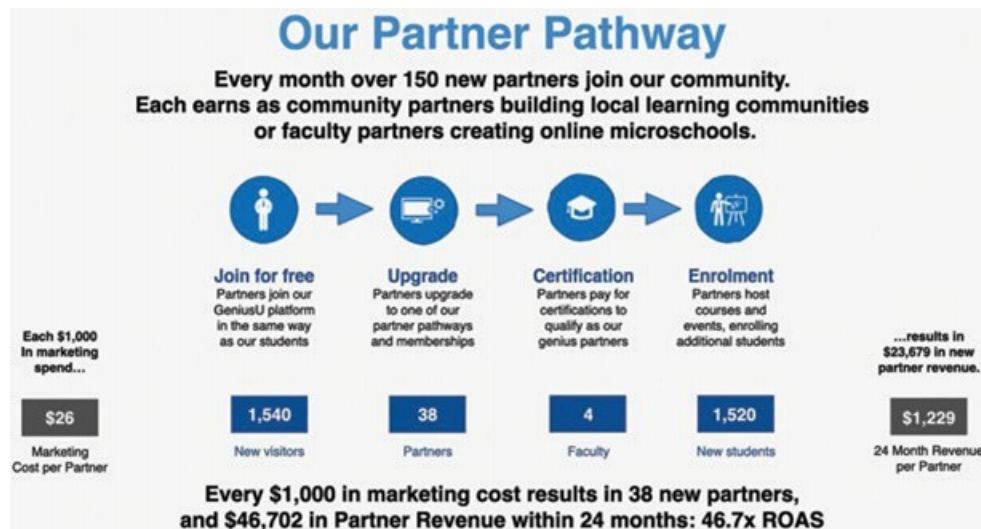 Our Partner Pathway
Every month over 150 new partners join our community.
Each earns as community partners building local learning communities
or faculty partners creating online microschools.
Join for free
Partners join our
GeniusU platform
in the same way
as our students
Upgrade
Partners upgrade
to one of our
partner pathways
and memberships
Certification
Partners pay for
certifications to
qualify as our
genius partners
Enrolment
Partners host
courses and
events, enrolling
additional students
Each $1,000
In marketing
spend...
...results in
$23,679 in new
partner revenue.
$26
Marketing
Cost per Partner
1,540
New visitors
38
Partners
4
Faculty
1,520
New students
$1,229
24 Month Revenue
per Partner
Every $1,000 in marketing cost results in 38 new partners,
and $46,702 in Partner Revenue within 24 months: 46.7x ROAS